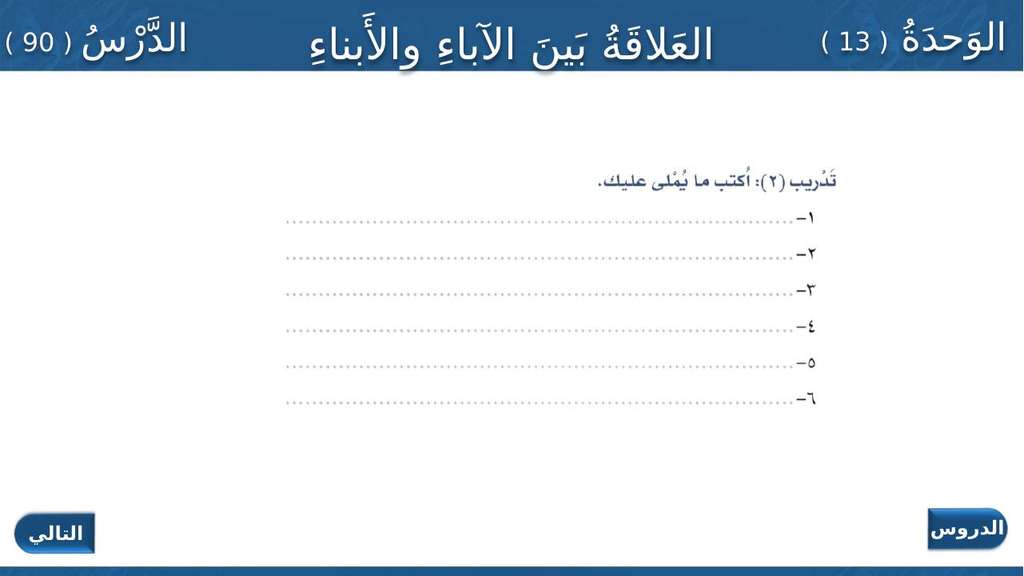 الوَحدَةُ ( 13 )
العَلاقَةُ بَينَ الآباءِ والأَبناءِ
الدَّرْسُ ( 90 )
تَدْريب (٢): أُكتب ما يُمْلى عليك.
١- ................................................................................
٢- ................................................................................
٣- ................................................................................
٤- ................................................................................
٥- ................................................................................
٦- ................................................................................
الدروس
التالي